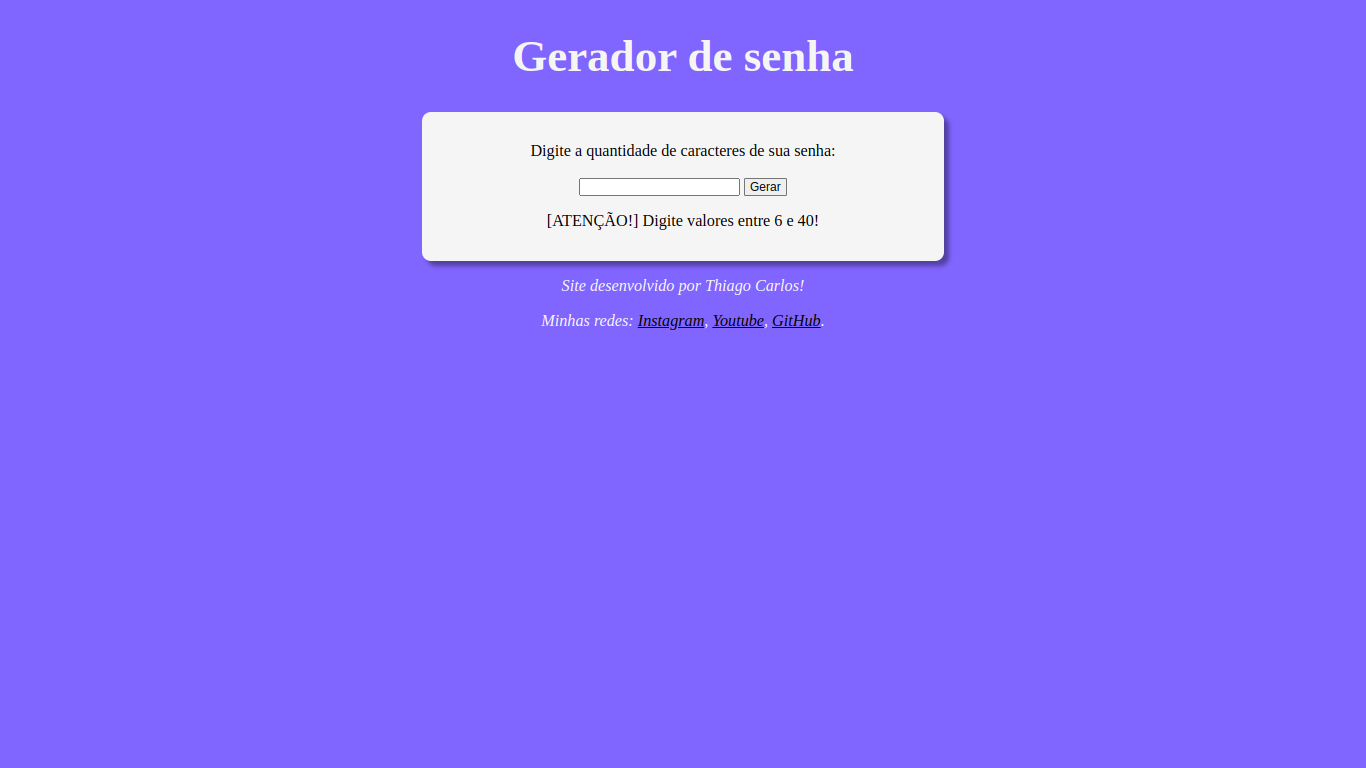 Gerador de senha
Digite a quantidade de caracteres de sua senha:
Gerar
[ATENÇÃO!] Digite valores entre 6 e 40!
Site desenvolvido por Thiago Carlos!
Minhas redes: Instagram, Youtube, GitHub.